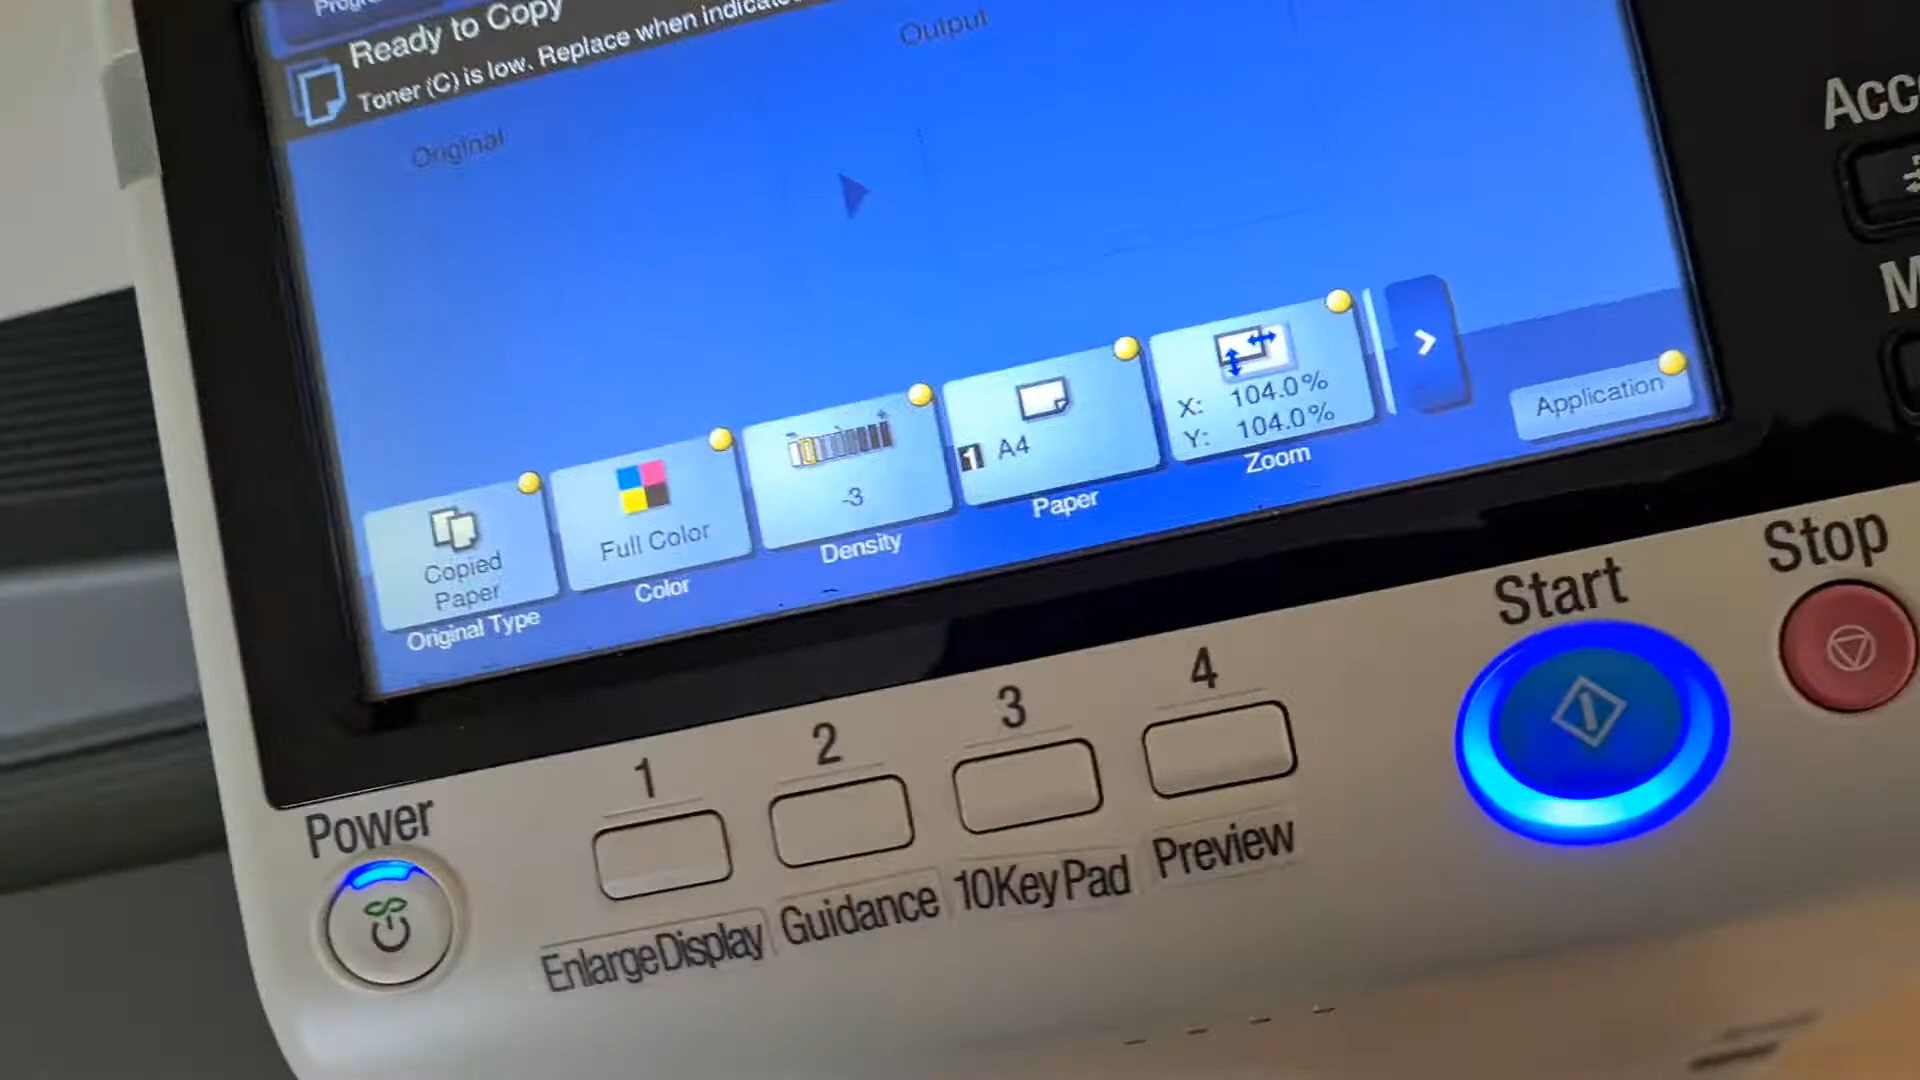 Ready to Copy
Toner (C) is low. Replace when
Output
Original
Copied
Paper
Original Type
Full Color
Color
-3
Density
1 A4
Paper
X: 104.0%
Y: 104.0%
Zoom
Application
Start
Stop
Power
1
2
3
4
EnlargeDisplay
Guidance
10KeyPad
Preview